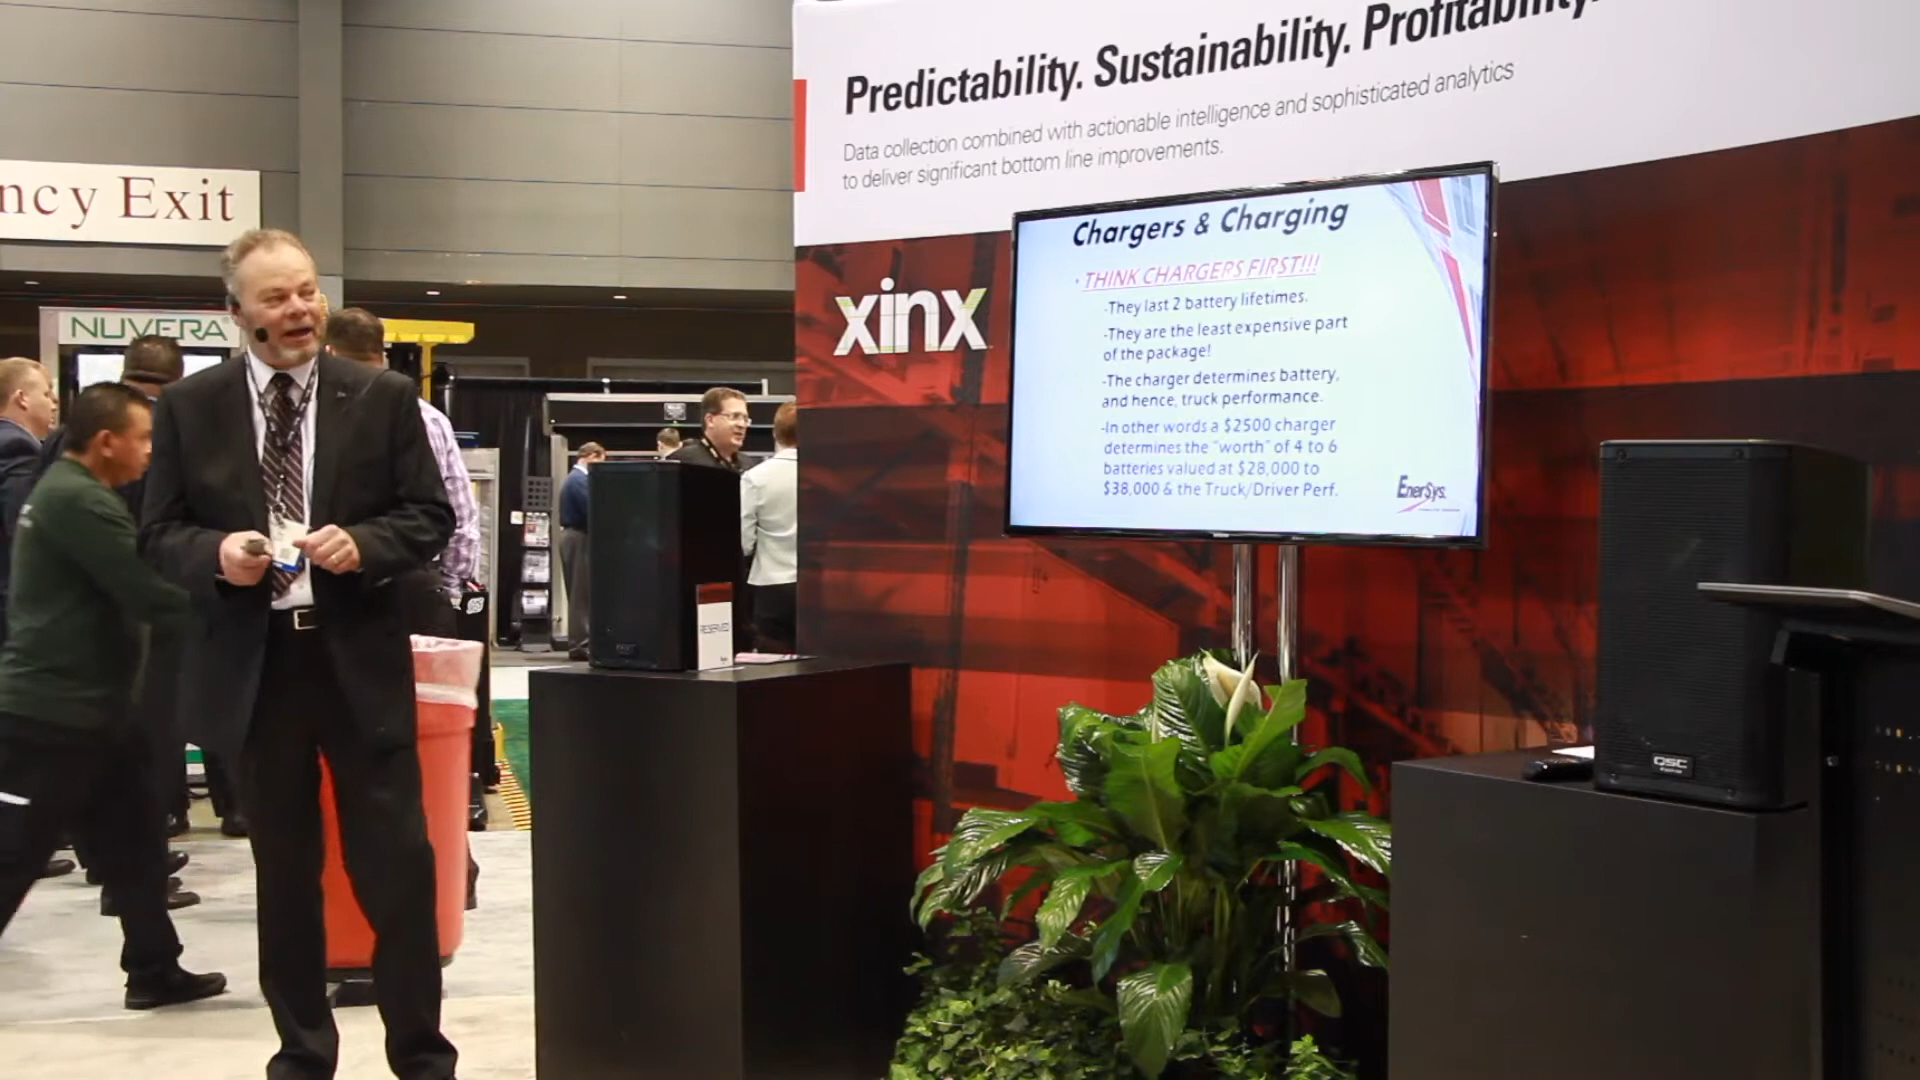 Predictability. Sustainability. Profitability.
Data collection combined with actionable intelligence and sophisticated analytics
to deliver significant bottom line improvements.
ncy Exit
NUVERA
xinx
Chargers & Charging
· THINK CHARGERS FIRST!!!
-They last 2 battery lifetimes.
-They are the least expensive part
of the package!
-The charger determines battery,
and hence, truck performance.
-In other words a $2500 charger
determines the "worth" of 4 to 6
batteries valued at $28,000 to
$38,000 & the Truck/Driver Perf.
EnerSys.
RESERVED
QSC